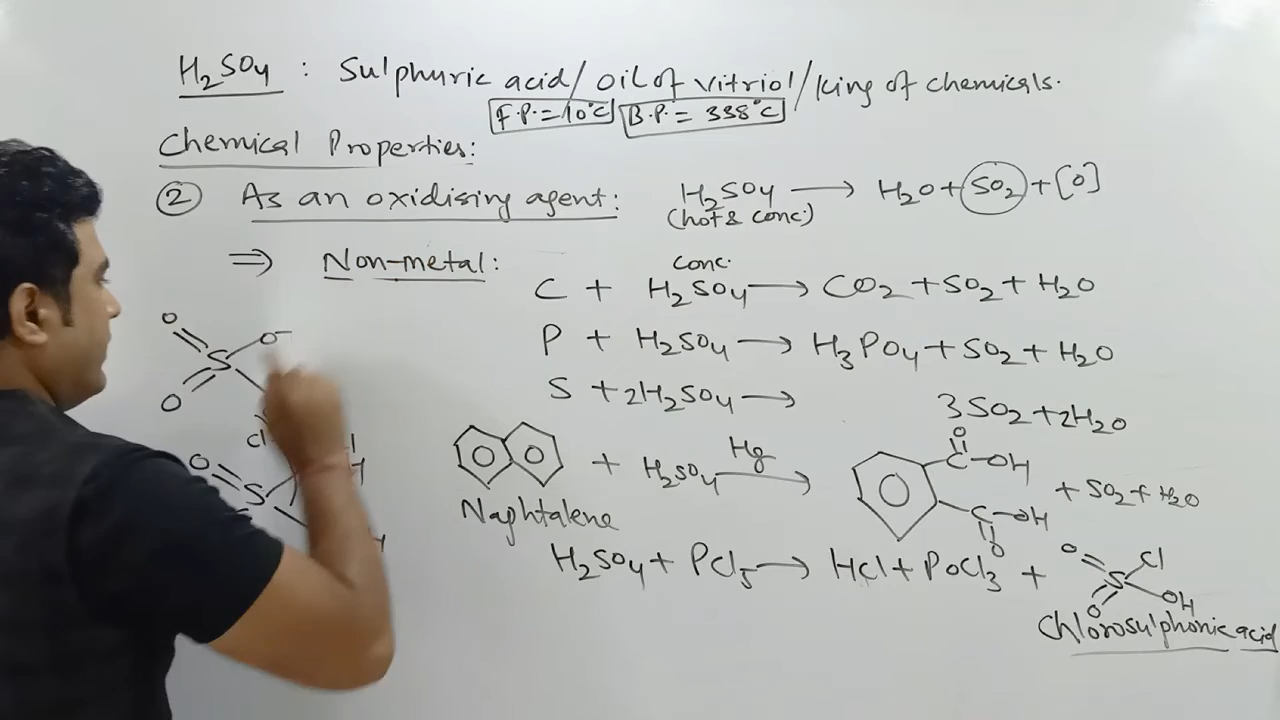 H₂SO₄ : Sulphuric acid/oil of vitriol/king of chemicals.
F.P.=10°C B.P.= 338°C
Chemical Properties:
② As an oxidising agent: H₂SO₄ → H₂O+SO₂+[O]
(hot & conc.)
⇒ Non-metal:
conc.
C + H₂SO₄ → CO₂+SO₂+H₂O
P + H₂SO₄ → H₃PO₄+SO₂+H₂O
S + 2H₂SO₄ → 3SO₂+2H₂O
O S O⁻
O
Cl
O S
+ H₂SO₄ Hg → O C-OH C-OH O + SO₂+H₂O
Naphtalene
H₂SO₄+ PCl₅ → HCl+POCl₃ + O S Cl O OH
Chlorosulphonic acid